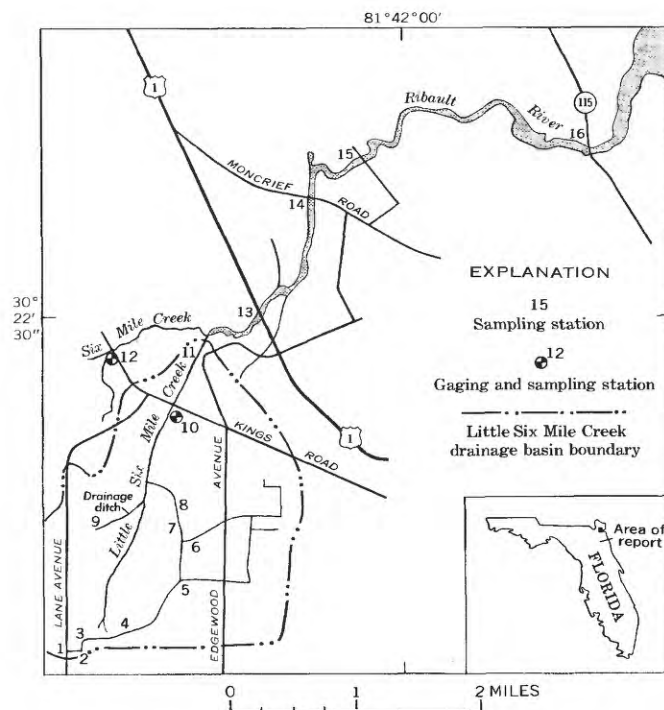 81°42'00"
1
Ribault
River
115
16
15
MONCRIEF
ROAD
14
EXPLANATION
15
Sampling station
12
Gaging and sampling station
Little Six Mile Creek
drainage basin boundary
30°
22'
30"
13
Six Mile Creek
12
11
Little Six Mile Creek
10
KINGS ROAD
1
Drainage
ditch
9
8
7
6
5
4
3
2
1
LANE AVENUE
EDGEWOOD AVENUE
Area of
report
FLORIDA
0 1 2 MILES